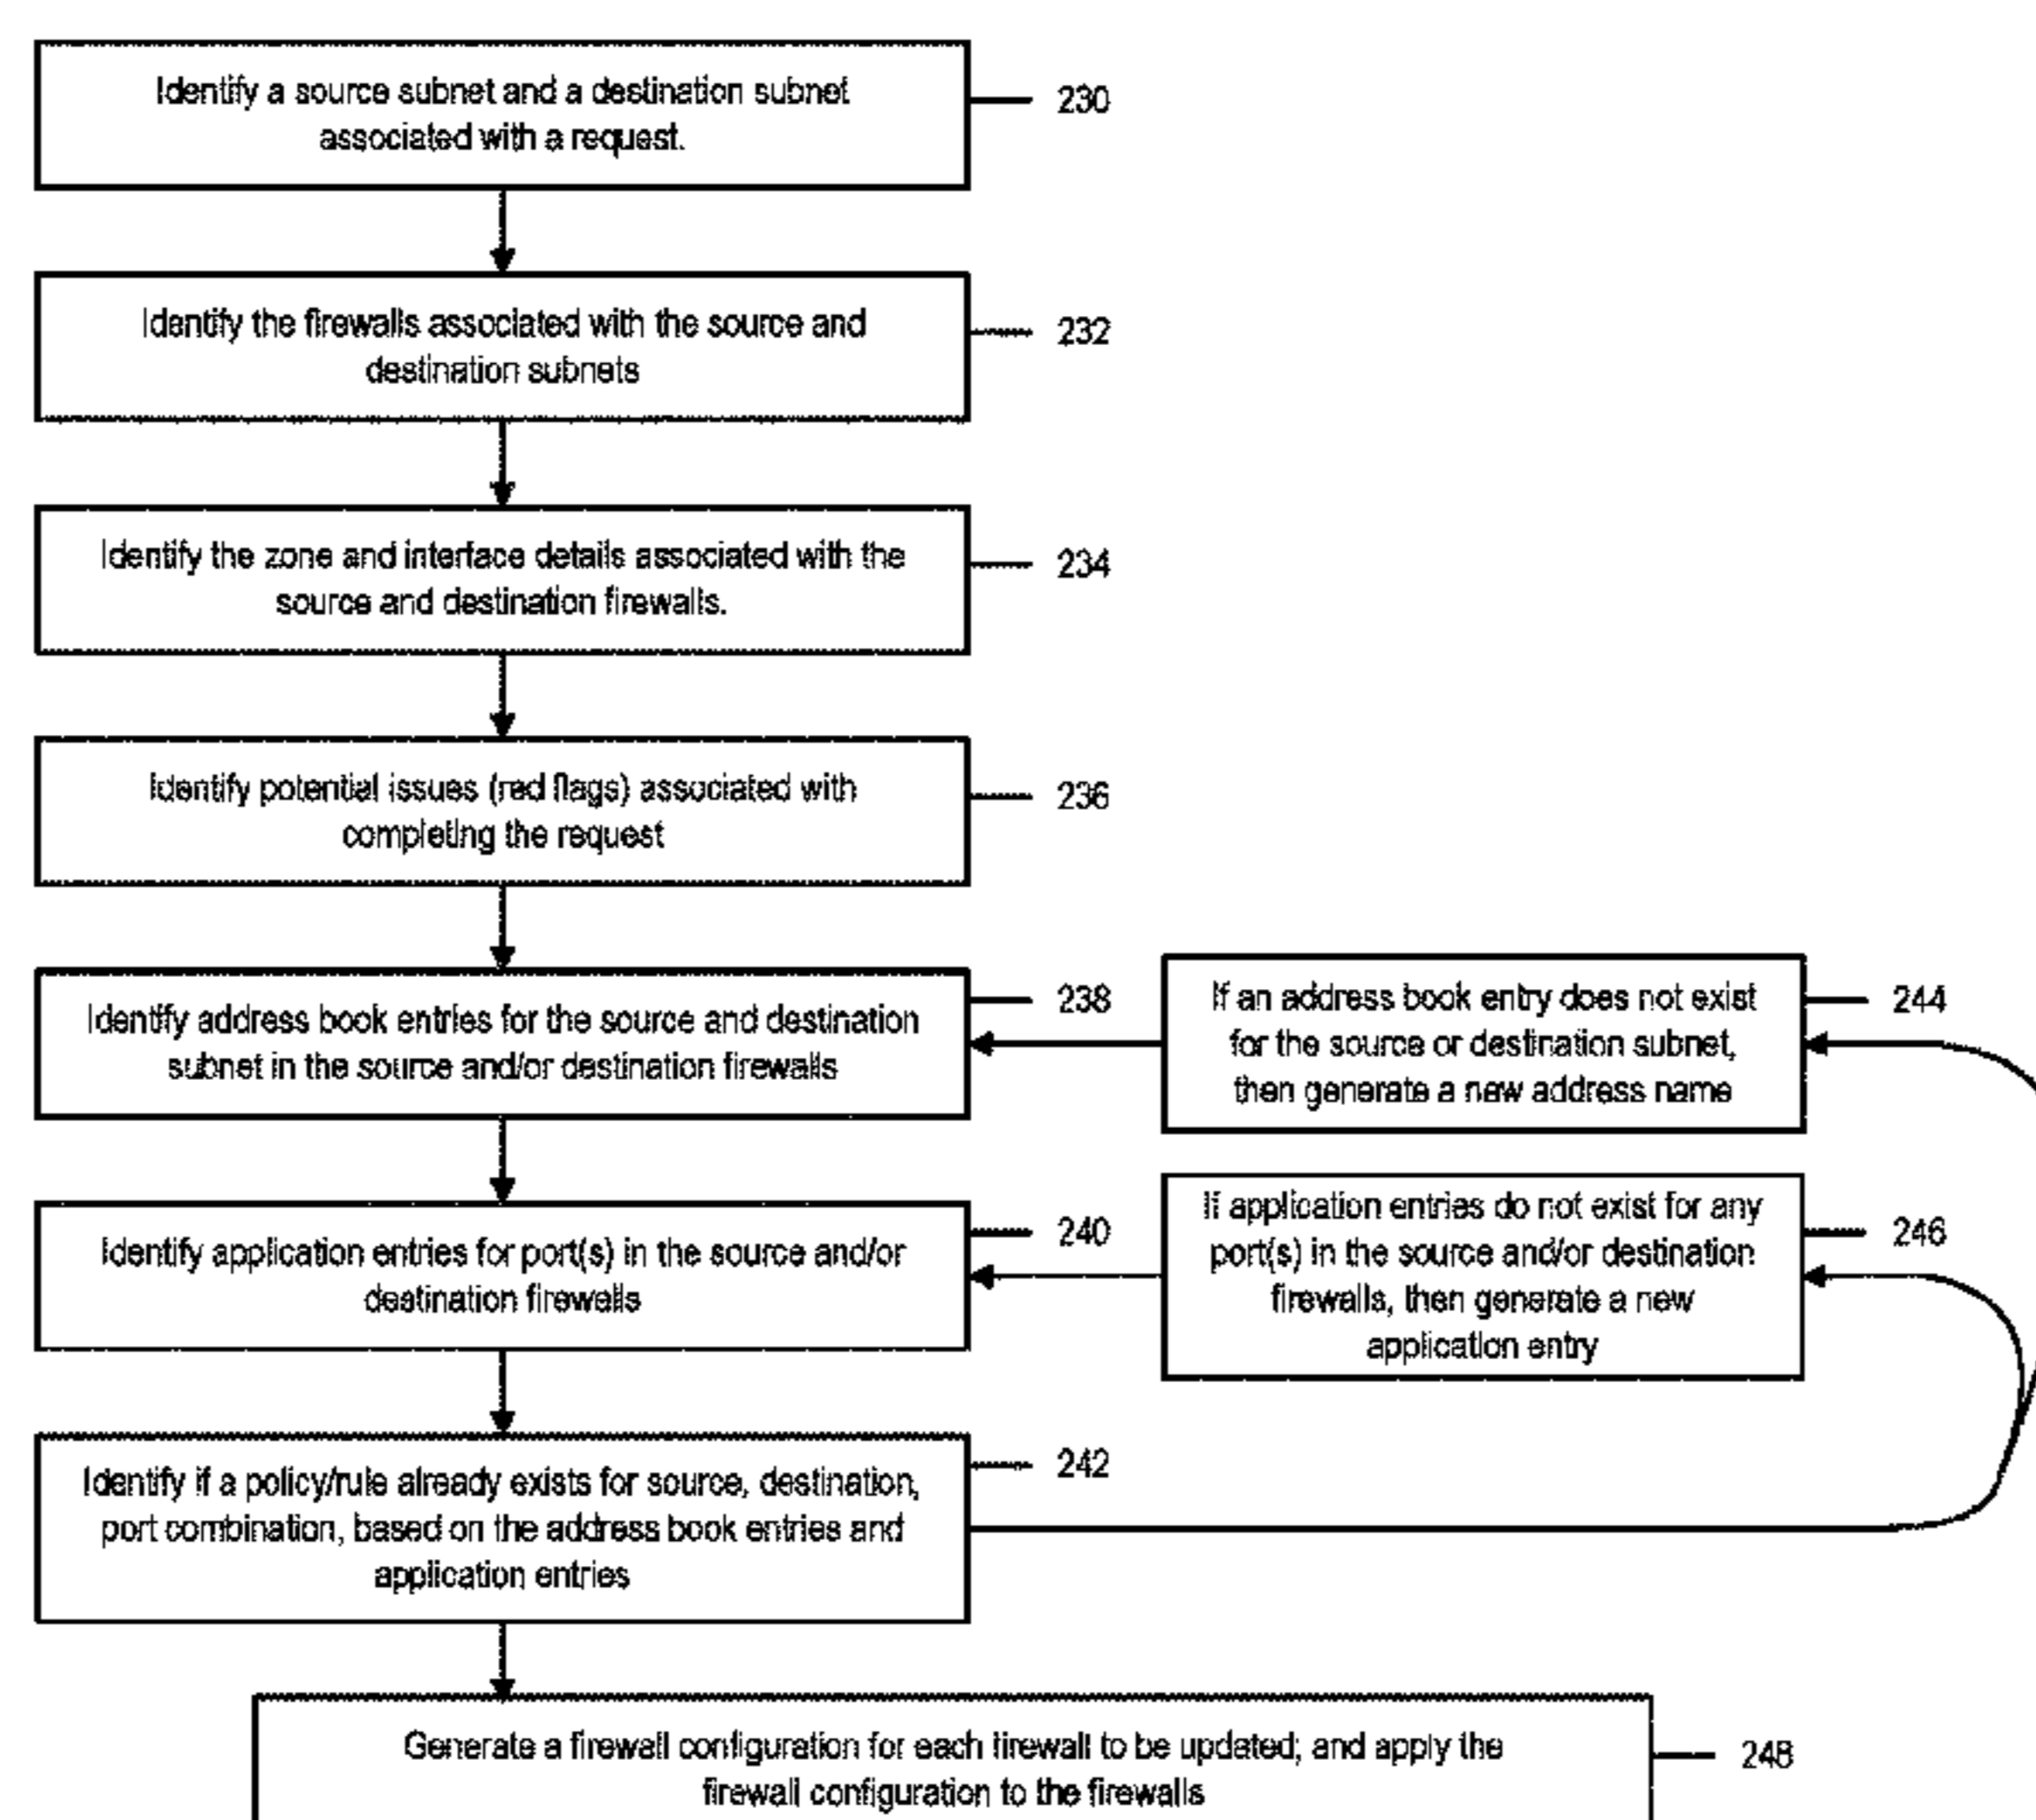 Identify a source subnet and a destination subnet
associated with a request.
230
Identify the firewalls associated with the source and
destination subnets
232
Identify the zone and interface details associated with the
source and destination firewalls.
234
Identify potential issues (red flags) associated with
completing the request
236
Identify address book entries for the source and destination
subnet in the source and/or destination firewalls
238
If an address book entry does not exist
for the source or destination subnet,
then generate a new address name
244
Identify application entries for port(s) in the source and/or
destination firewalls
240
If application entries do not exist for any
port(s) in the source and/or destination
firewalls, then generate a new
application entry
246
Identify if a policy/rule already exists for source, destination,
port combination, based on the address book entries and
application entries
242
Generate a firewall configuration for each firewall to be updated; and apply the
firewall configuration to the firewalls
248